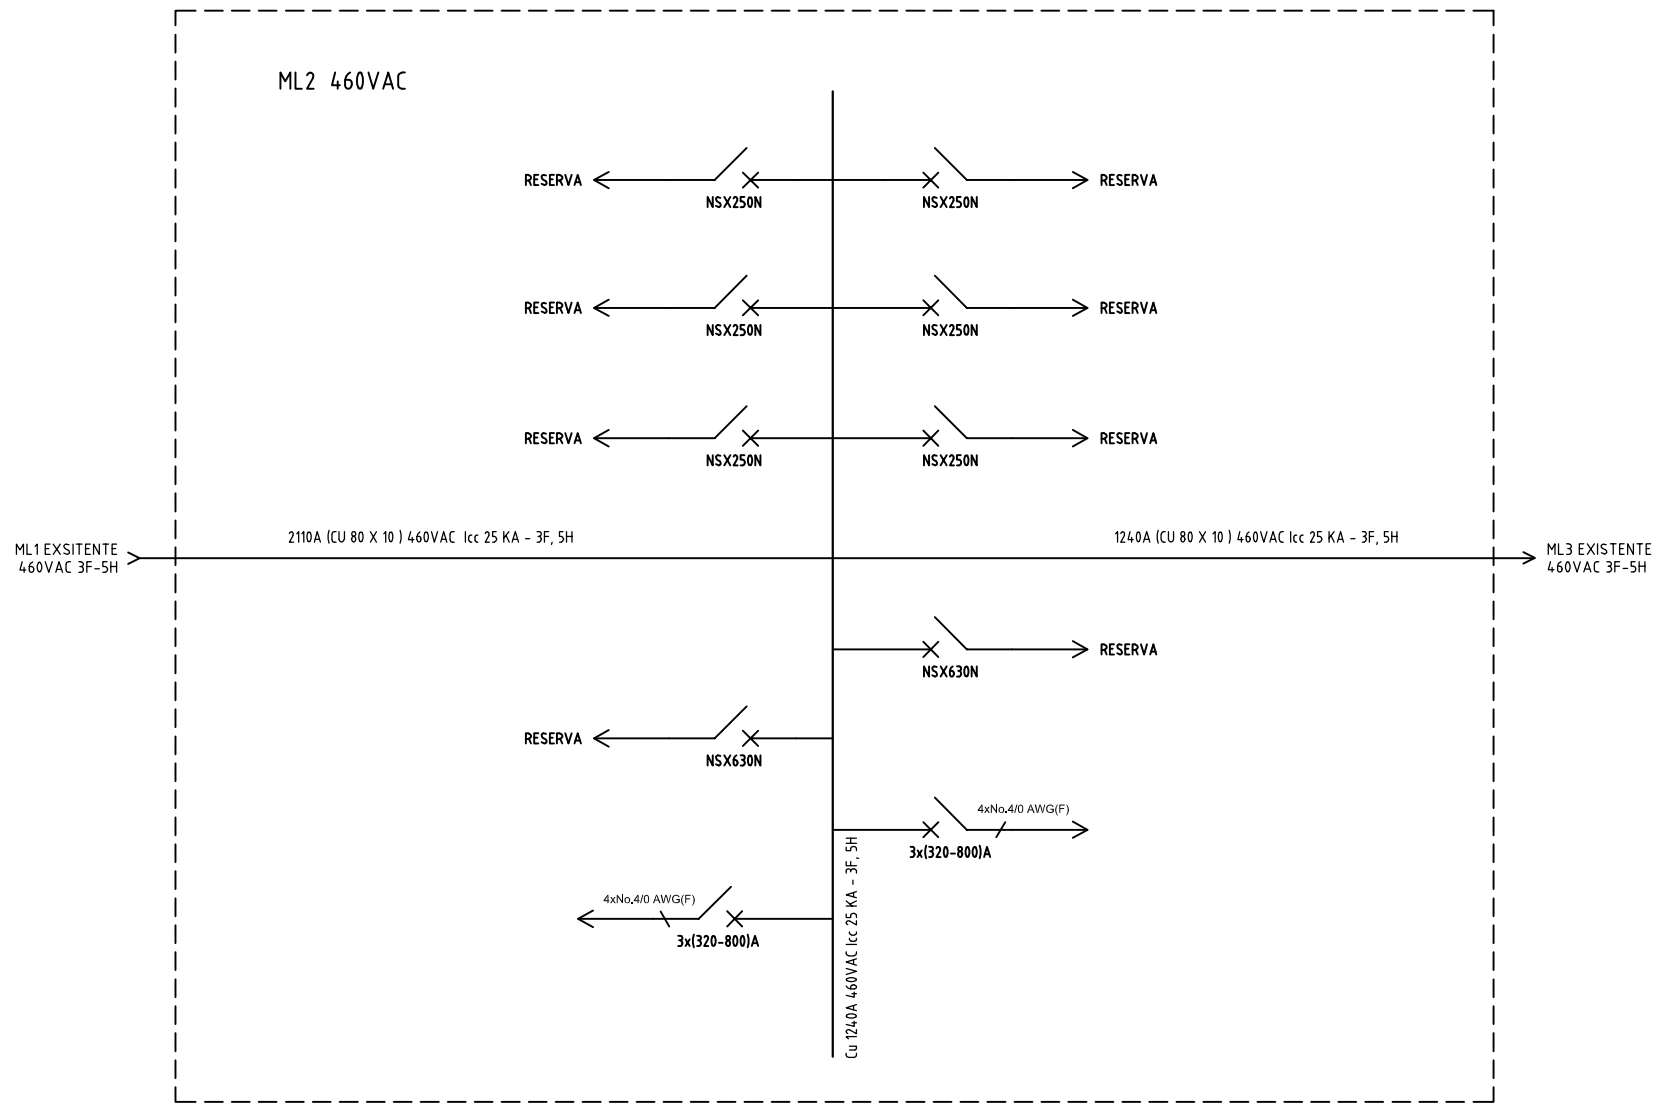 ML2 460VAC
RESERVA
NSX250N
NSX250N
RESERVA
RESERVA
NSX250N
NSX250N
RESERVA
RESERVA
NSX250N
NSX250N
RESERVA
ML1 EXSITENTE
460VAC 3F-5H
2110A (CU 80 X 10 ) 460VAC Icc 25 KA - 3F, 5H
1240A (CU 80 X 10 ) 460VAC Icc 25 KA - 3F, 5H
ML3 EXISTENTE
460VAC 3F-5H
NSX630N
RESERVA
RESERVA
NSX630N
4xNo.4/0 AWG(F)
3x(320-800)A
4xNo.4/0 AWG(F)
3x(320-800)A
Cu 1240A 460VAC Icc 25 KA - 3F, 5H